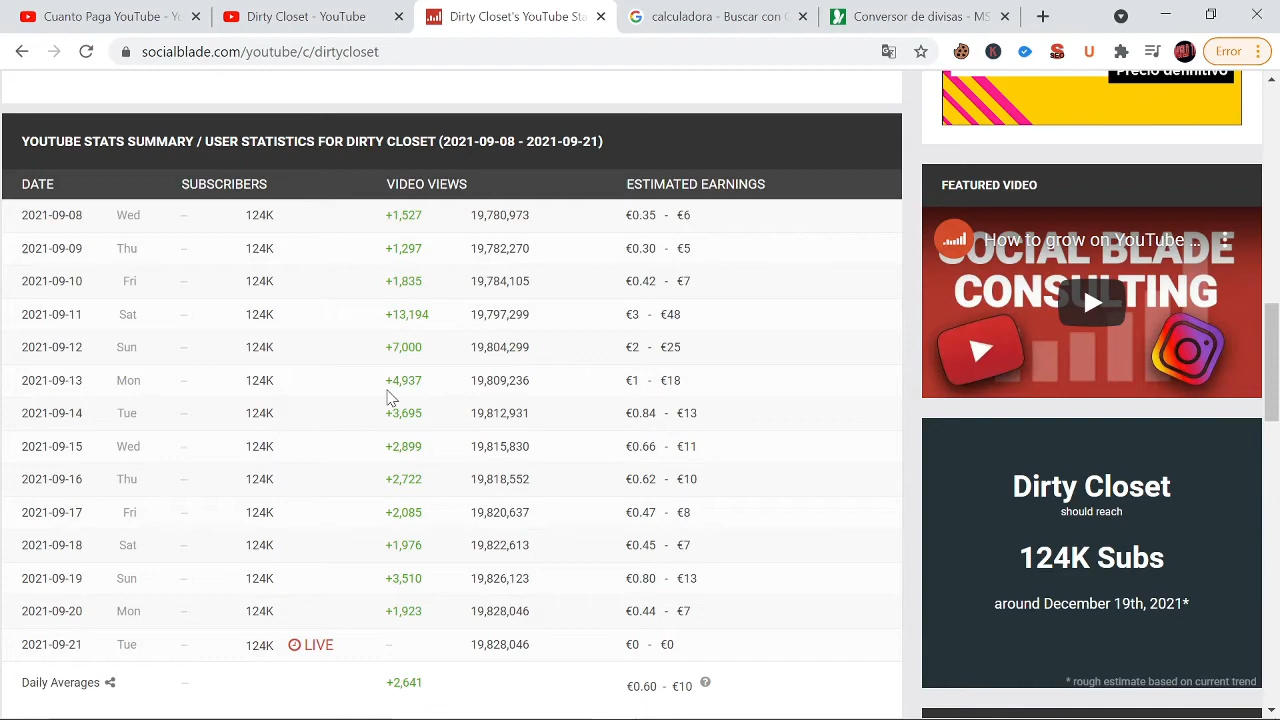 Cuanto Paga YouTube - Yo
Dirty Closet - YouTube
Dirty Closet's YouTube Sta
calculadora - Buscar con G
Conversor de divisas - MS
socialblade.com/youtube/c/dirtycloset
SEO
U
Error
Precio definitivo
YOUTUBE STATS SUMMARY / USER STATISTICS FOR DIRTY CLOSET (2021-09-08 - 2021-09-21)
DATE SUBSCRIBERS VIDEO VIEWS ESTIMATED EARNINGS
2021-09-08 Wed -- 124K +1,527 19,780,973 €0.35 - €6
2021-09-09 Thu -- 124K +1,297 19,782,270 €0.30 - €5
2021-09-10 Fri -- 124K +1,835 19,784,105 €0.42 - €7
2021-09-11 Sat -- 124K +13,194 19,797,299 €3 - €48
2021-09-12 Sun -- 124K +7,000 19,804,299 €2 - €25
2021-09-13 Mon -- 124K +4,937 19,809,236 €1 - €18
2021-09-14 Tue -- 124K +3,695 19,812,931 €0.84 - €13
2021-09-15 Wed -- 124K +2,899 19,815,830 €0.66 - €11
2021-09-16 Thu -- 124K +2,722 19,818,552 €0.62 - €10
2021-09-17 Fri -- 124K +2,085 19,820,637 €0.47 - €8
2021-09-18 Sat -- 124K +1,976 19,822,613 €0.45 - €7
2021-09-19 Sun -- 124K +3,510 19,826,123 €0.80 - €13
2021-09-20 Mon -- 124K +1,923 19,828,046 €0.44 - €7
2021-09-21 Tue -- 124K LIVE -- 19,828,046 €0 - €0
Daily Averages -- +2,641 €0.60 - €10 ?
FEATURED VIDEO
How to grow on YouTube ...
SOCIAL BLADE
CONSULTING
Dirty Closet
should reach
124K Subs
around December 19th, 2021*
* rough estimate based on current trend